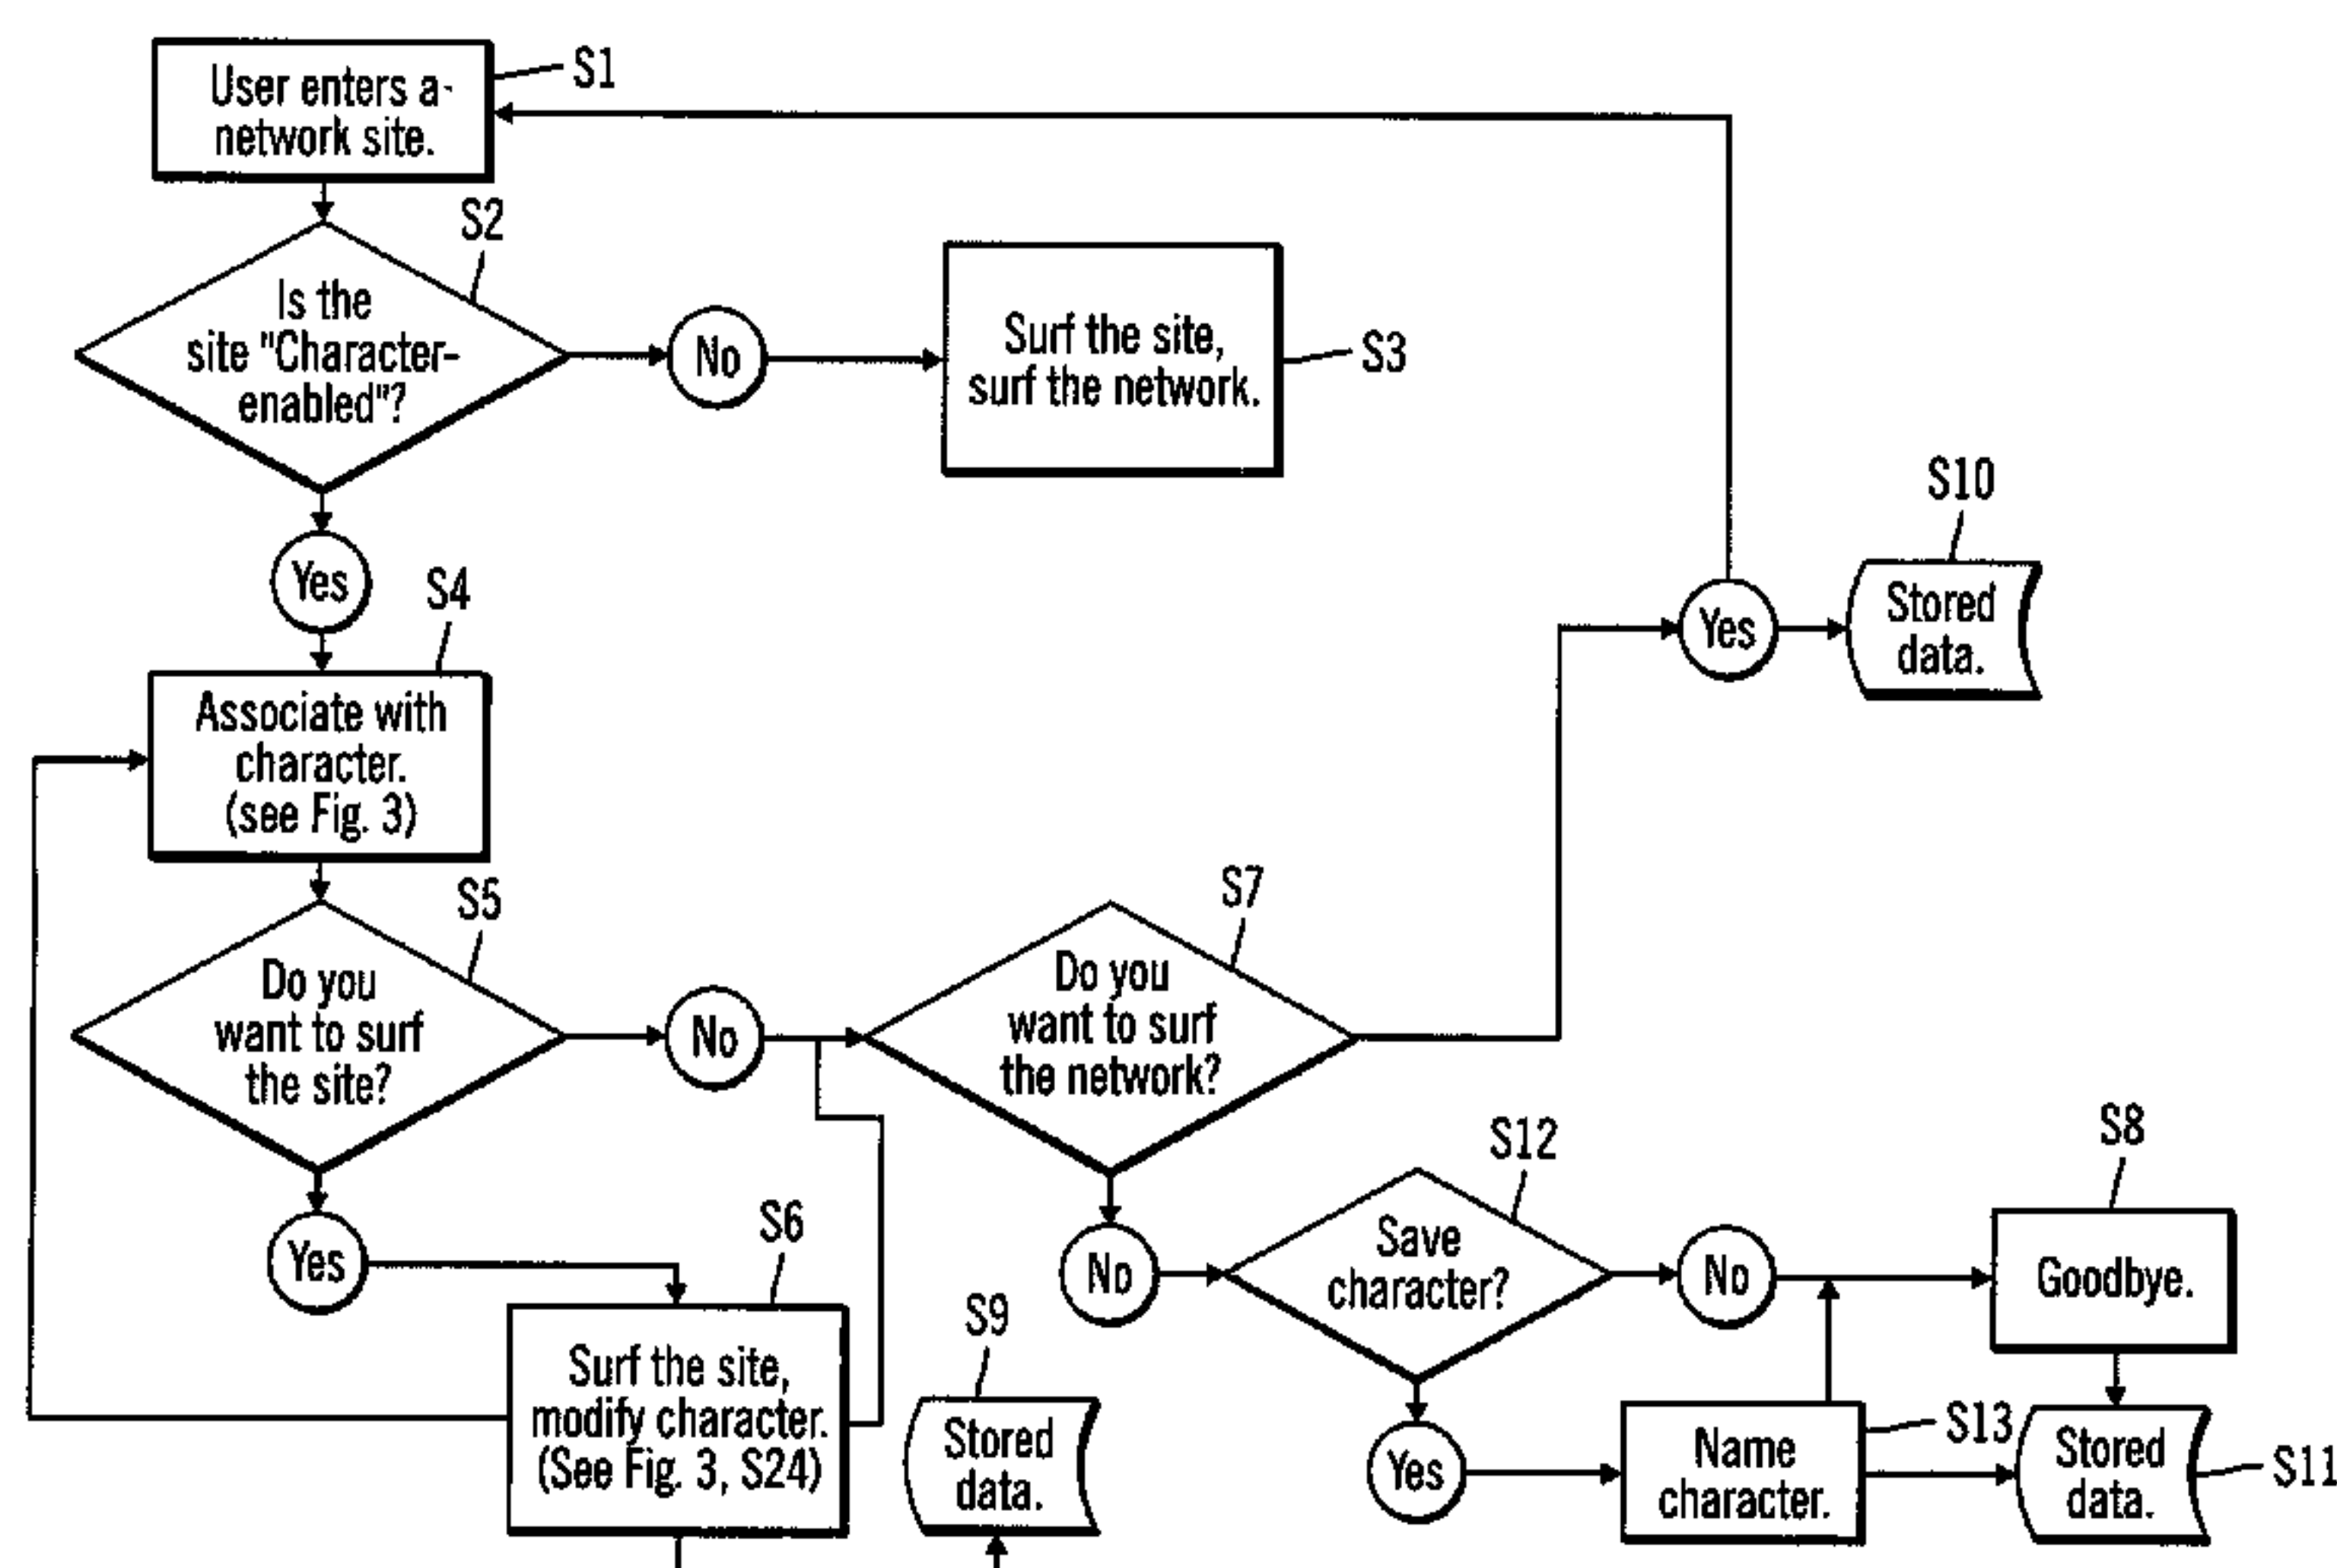 User enters a-
network site.
S1
S2
Is the
site "Character-
enabled"?
No
Surf the site,
surf the network.
S3
Yes
S10
Stored
data.
Yes
S4
Associate with
character.
(see Fig. 3)
S5
Do you
want to surf
the site?
No
S7
Do you
want to surf
the network?
Yes
S6
Surf the site,
modify character.
(See Fig. 3, S24)
S9
Stored
data.
No
S12
Save
character?
No
S8
Goodbye.
Yes
Name
character.
S13
Stored
data.
S11